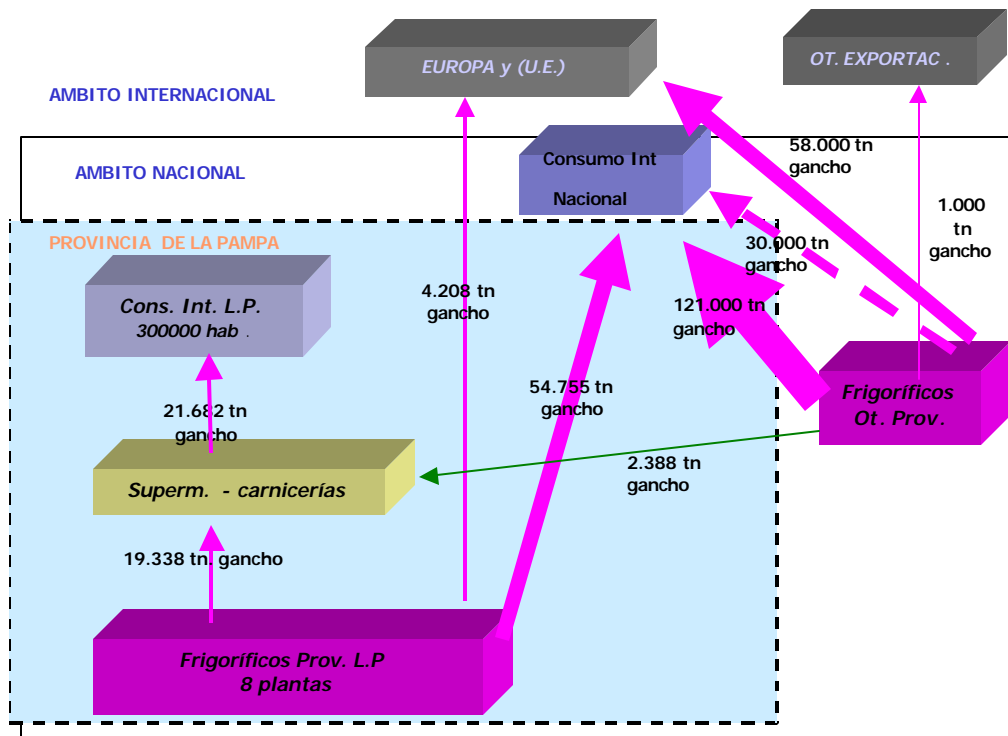 EUROPA y (U.E.)
OT. EXPORTAC .
AMBITO INTERNACIONAL
58.000 tn
gancho
AMBITO NACIONAL
Consumo Int
Nacional
1.000
tn
gancho
PROVINCIA DE LA PAMPA
30.000 tn
gancho
Cons. Int. L.P.
300000 hab .
4.208 tn
gancho
121.000 tn
gancho
54.755 tn
gancho
Frigoríficos
Ot. Prov.
21.682 tn
gancho
2.388 tn
gancho
Superm. - carnicerías
19.338 tn. gancho
Frigoríficos Prov. L.P
8 plantas